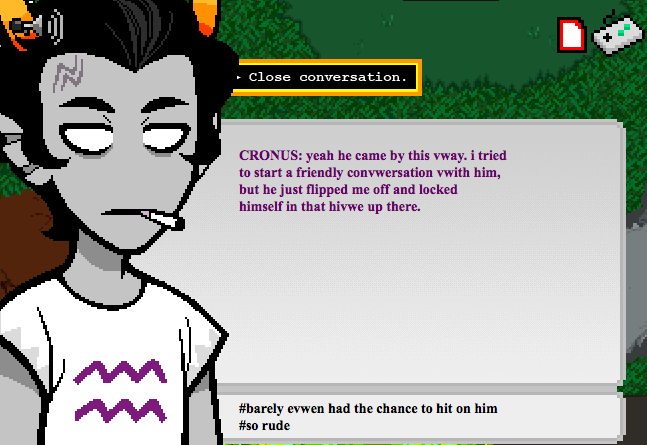 ▸ Close conversation.
CRONUS: yeah he came by this vway. i tried
to start a friendly convwersation vwith him,
but he just flipped me off and locked
himself in that hivwe up there.
#barely evwen had the chance to hit on him
#so rude